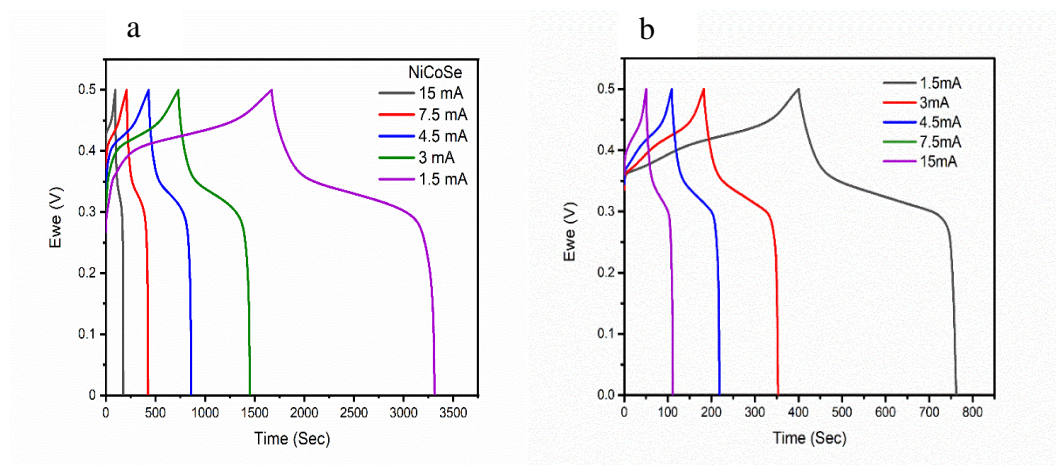 a
NiCoSe
15 mA
7.5 mA
4.5 mA
3 mA
1.5 mA
0.5
0.4
0.3
0.2
0.1
0
Ewe (V)
0 500 1000 1500 2000 2500 3000 3500
Time (Sec)
b
1.5mA
3mA
4.5mA
7.5mA
15mA
0.5
0.4
0.3
0.2
0.1
0.0
Ewe (V)
0 100 200 300 400 500 600 700 800
Time (Sec)